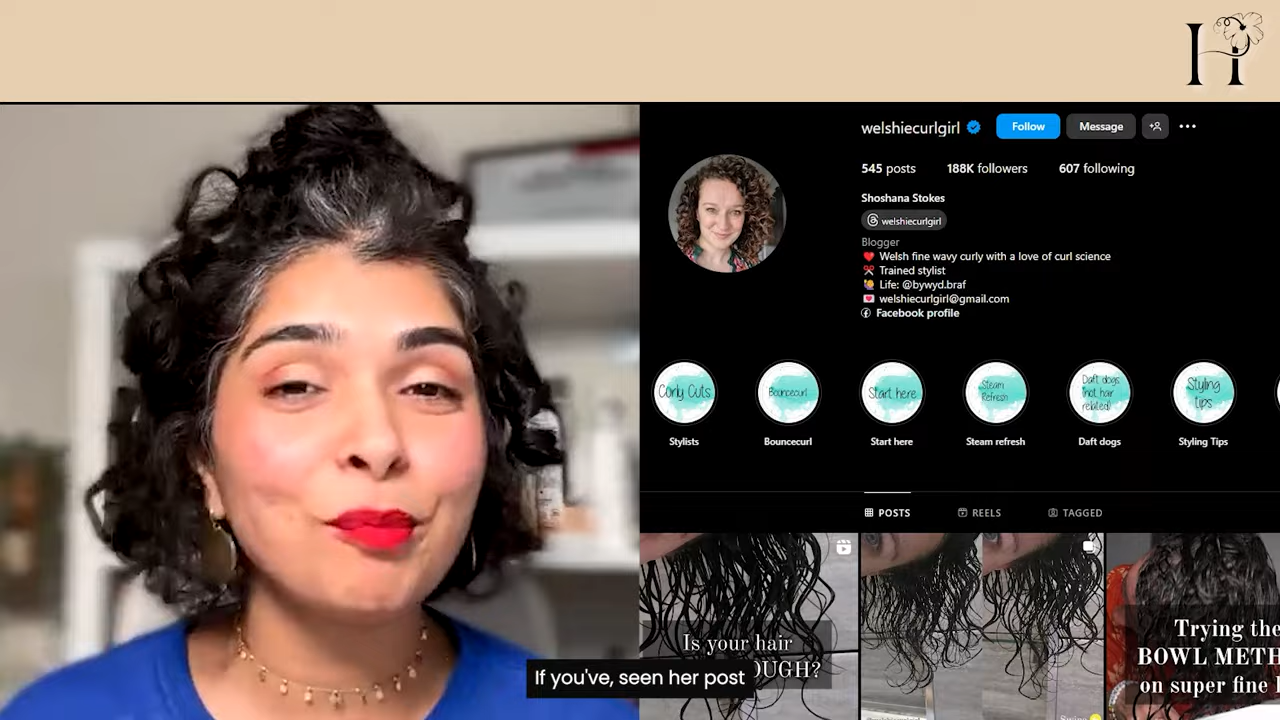 H
welshiecurlgirl
Follow
Message
545 posts
188K followers
607 following
Shoshana Stokes
welshiecurlgirl
Blogger
❤️ Welsh fine wavy curly with a love of curl science
✂️ Trained stylist
🙋 Life: @bywyd.braf
💌 welshiecurlgirl@gmail.com
Facebook profile
Curly Cuts
Bouncecurl
Start here
Steam
Refresh
Daft dogs
(not hair
related)
Styling
tips
Stylists
Bouncecurl
Start here
Steam refresh
Daft dogs
Styling Tips
POSTS
REELS
TAGGED
Is your hair
OUGH?
Trying the
BOWL METH
on super fine
If you've, seen her post